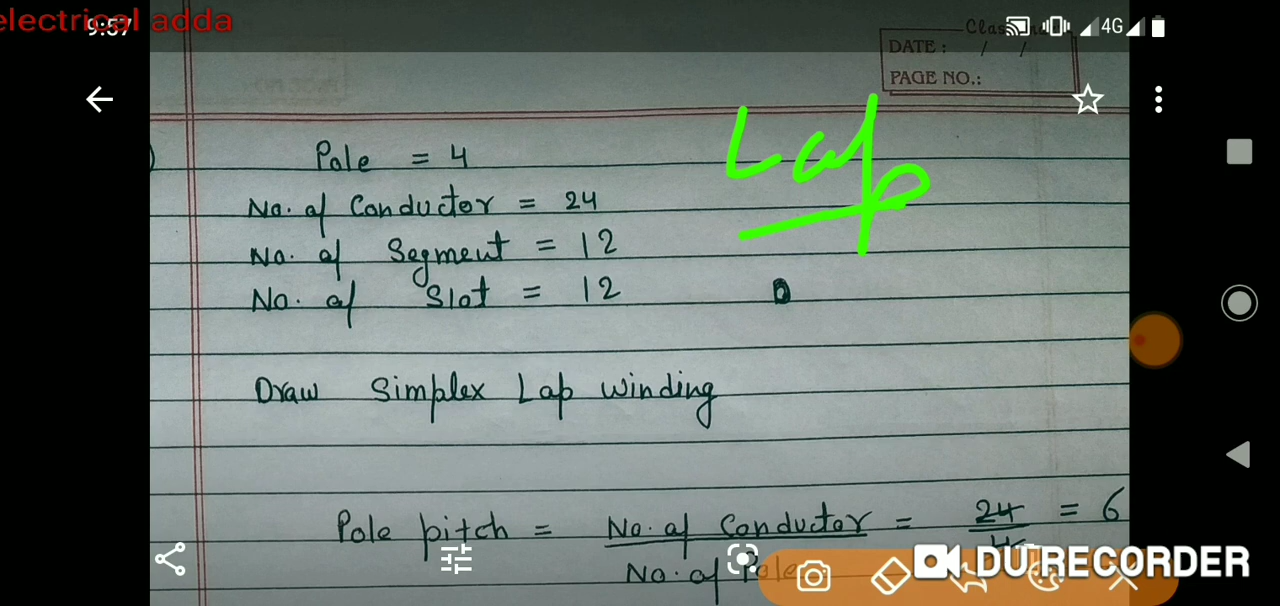 electrical adda
9:57
4G
DATE: / /
PAGE NO.:
Lap
Pole = 4
No. of Conductor = 24
No. of Segment = 12
No. of Slot = 12
Draw Simplex Lap winding
Pole pitch = No. of Conductor = 24 = 6
No. of Pole 4
DU RECORDER